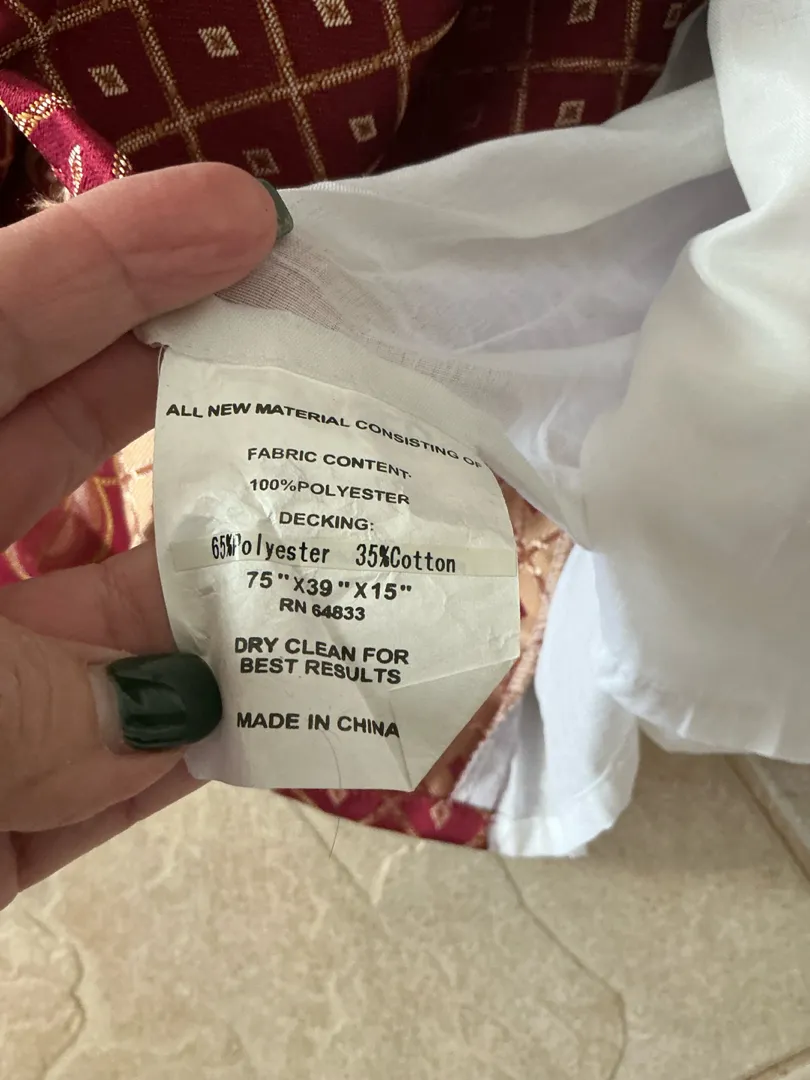 ALL NEW MATERIAL CONSISTING OF
FABRIC CONTENT:
100%POLYESTER
DECKING:
65%Polyester 35%Cotton
75"X39"X15"
RN 64833
DRY CLEAN FOR
BEST RESULTS
MADE IN CHINA